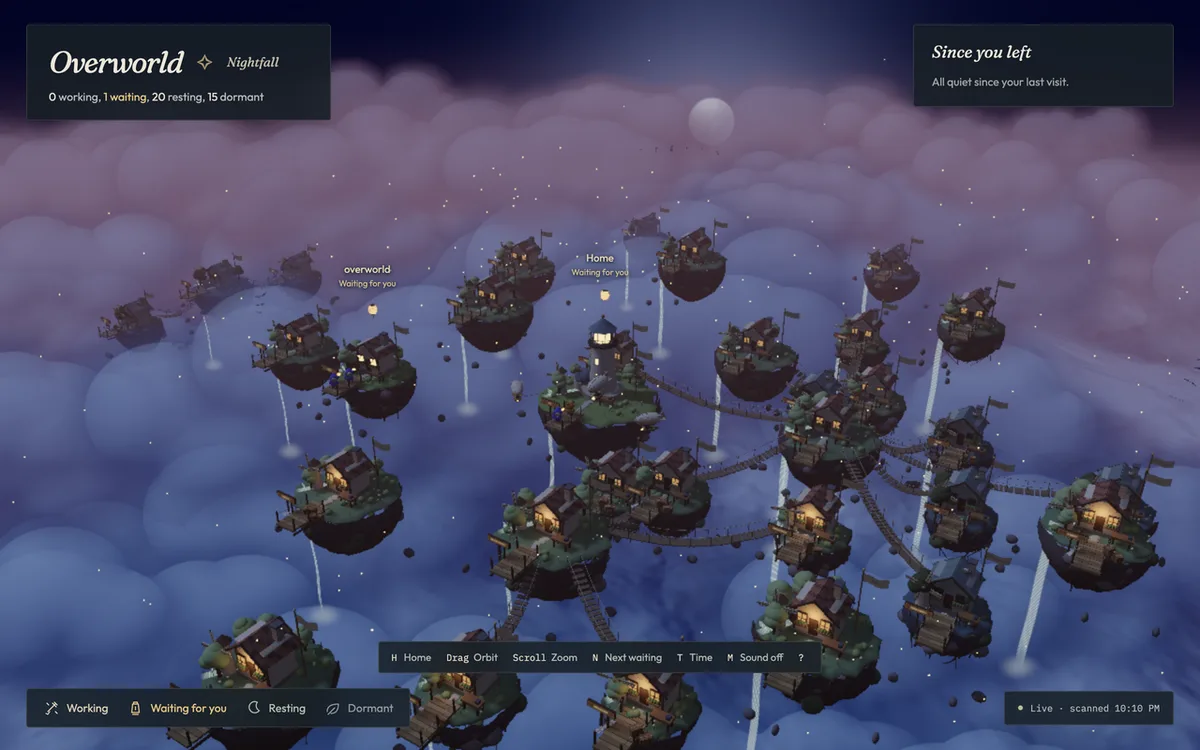 Overworld Nightfall
0 working, 1 waiting, 20 resting, 15 dormant
Since you left
All quiet since your last visit.
Home
Waiting for you
overworld
Waiting for you
H Home Drag Orbit Scroll Zoom N Next waiting T Time M Sound off ?
Working Waiting for you Resting Dormant
Live · scanned 10:10 PM